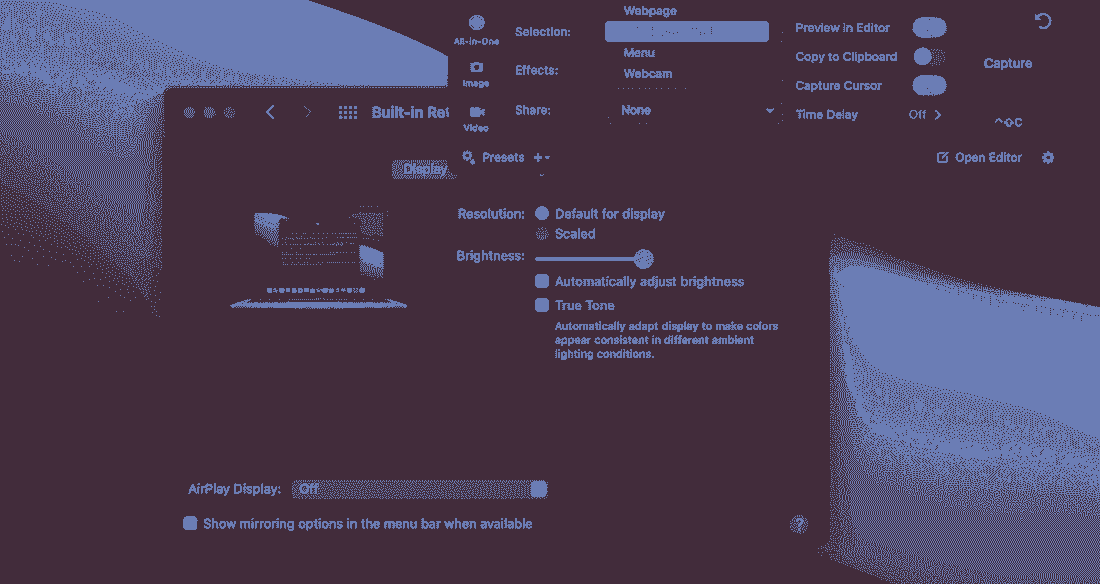 Webpage
All-in-One
Selection:
Menu
Image
Effects:
Webcam
Video
Share:
None
Preview in Editor
Copy to Clipboard
Capture Cursor
Time Delay
Off
Capture
^⇧C
Presets
Open Editor
Built-in Ret
Display
Resolution:
Default for display
Scaled
Brightness:
Automatically adjust brightness
True Tone
Automatically adapt display to make colors
appear consistent in different ambient
lighting conditions.
AirPlay Display:
Off
Show mirroring options in the menu bar when available
?